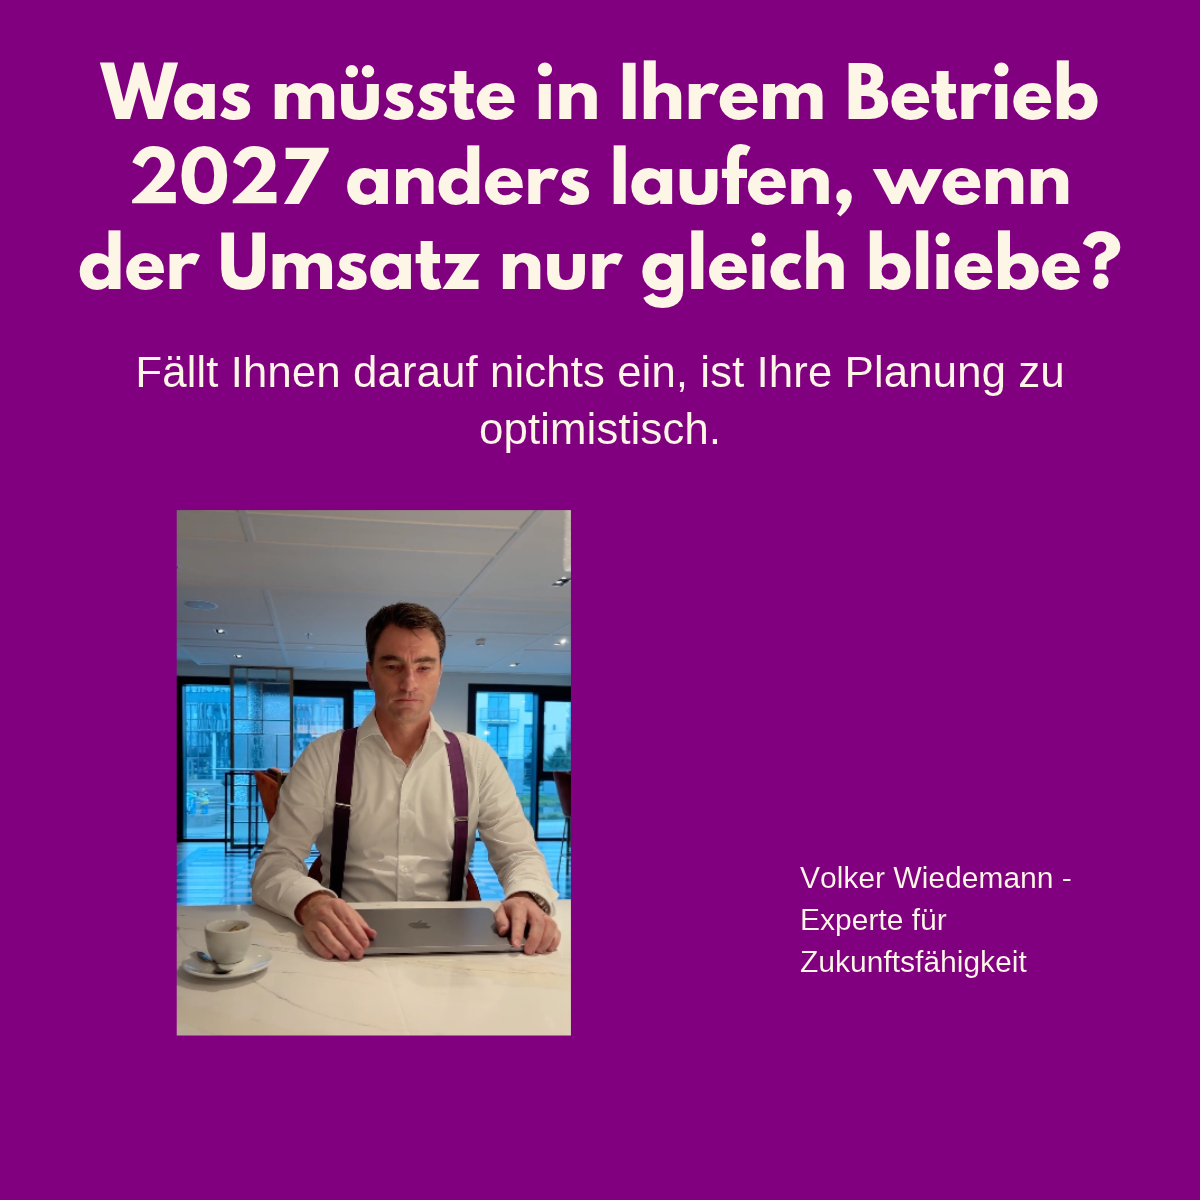 Was müsste in Ihrem Betrieb
2027 anders laufen, wenn
der Umsatz nur gleich bliebe?
Fällt Ihnen darauf nichts ein, ist Ihre Planung zu
optimistisch.
Volker Wiedemann -
Experte für
Zukunftsfähigkeit